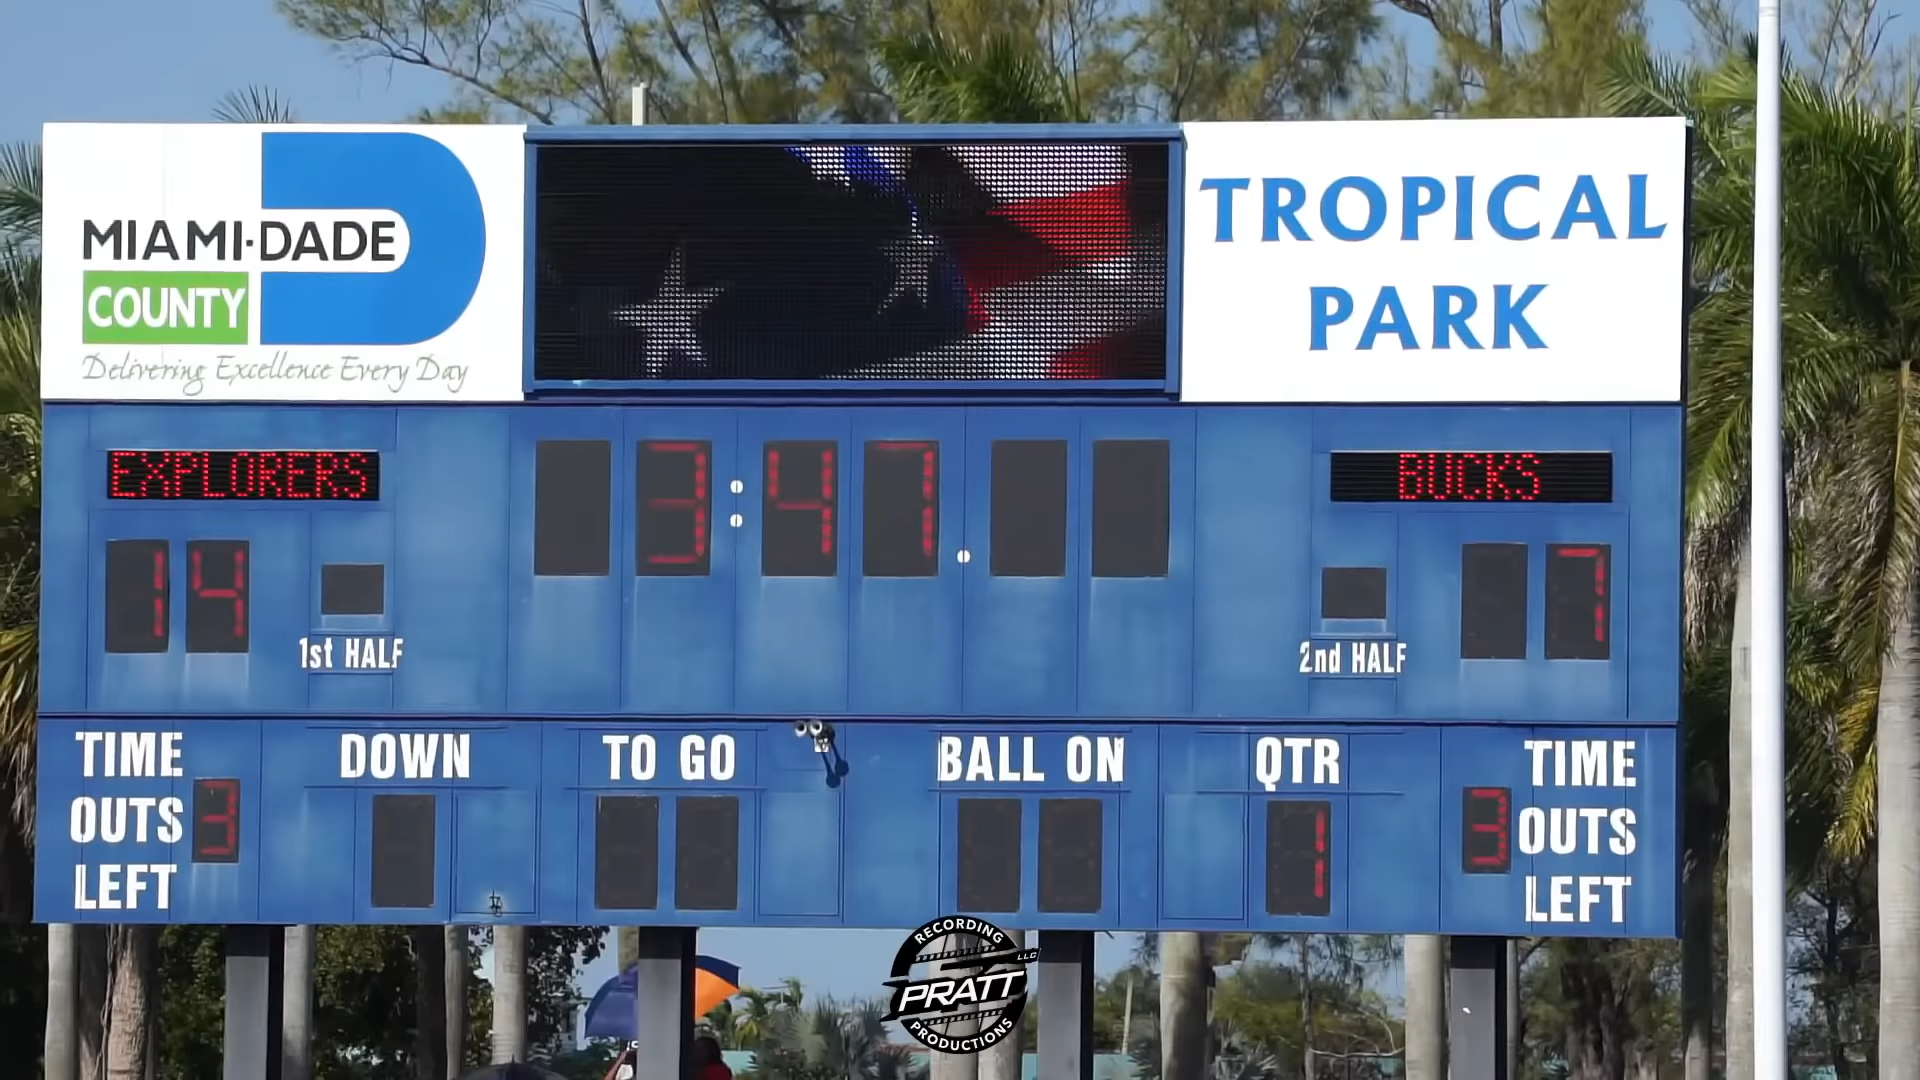 MIAMI·DADE
COUNTY
Delivering Excellence Every Day
TROPICAL
PARK
EXPLORERS
3:47.
BUCKS
14
7
1st HALF
2nd HALF
TIME
OUTS
LEFT
3
DOWN
TO GO
BALL ON
QTR
1
3
TIME
OUTS
LEFT
RECORDING
PRATT LLC
PRODUCTIONS